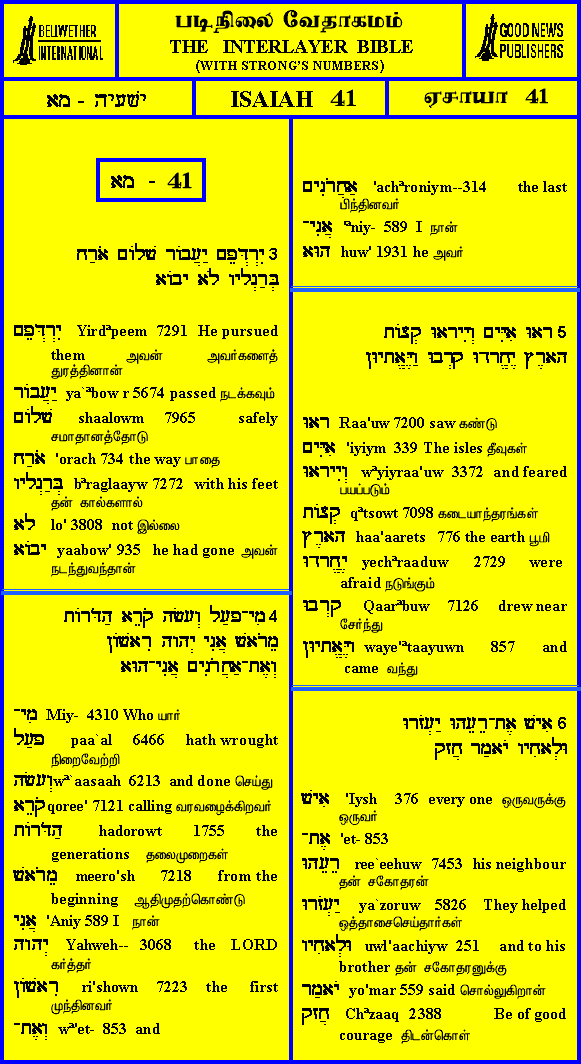 BELLWETHER
INTERNATIONAL
படிநிலை வேதாகமம்
THE INTERLAYER BIBLE
(WITH STRONG'S NUMBERS)
GOOD NEWS
PUBLISHERS
ישעיה - מא
ISAIAH 41
ஏசாயா 41
מא - 41
3 יִרְדְּפֵם יַעֲבוֹר שָׁלוֹם אֹרַח
בְּרַגְלָיו לֹא יָבוֹא
יִרְדְּפֵם Yirdªpeem 7291 He pursued
them அவன் அவர்களைத்
துரத்தினான்
יַעֲבוֹר ya`ªbow r 5674 passed நடக்கவும்
שָׁלוֹם shaalowm 7965 safely
சமாதானத்தோடு
אֹרַח 'orach 734 the way பாதை
בְּרַגְלָיו bªraglaayw 7272 with his feet
தன் கால்களால்
לֹא lo' 3808 not இல்லை
יָבוֹא yaabow' 935 he had gone அவன்
நடந்துவந்தான்
4 מִי־פָעַל וְעָשָׂה קֹרֵא הַדֹּרוֹת
מֵרֹאשׁ אֲנִי יְהוָה רִאשׁוֹן
וְאֶת־אַחֲרֹנִים אֲנִי־הוּא
מִי־ Miy- 4310 Who யார்
פָעַל paa`al 6466 hath wrought
நிறைவேற்றி
וְעָשָׂה wª`aasaah 6213 and done செய்து
קֹרֵא qoree' 7121 calling வரவழைக்கிறவர்
הַדֹּרוֹת hadorowt 1755 the
generations தலைமுறைகள்
מֵרֹאשׁ meero'sh 7218 from the
beginning ஆதிமுதற்கொண்டு
אֲנִי 'Aniy 589 I நான்
יְהוָה Yahweh-- 3068 the LORD
கர்த்தர்
רִאשׁוֹן ri'shown 7223 the first
முந்தினவர்
וְאֶת־ wª'et- 853 and
אַחֲרֹנִים 'achªroniym--314 the last
பிந்தினவர்
אֲנִי־ ªniy- 589 I நான்
הוּא huw' 1931 he அவர்
5 רָאוּ אִיִּים וְיִירָאוּ קְצוֹת
הָאָרֶץ יֶחֱרָדוּ קָרְבוּ וַיֶּאֱתָיוּן
רָאוּ Raa'uw 7200 saw கண்டு
אִיִּים 'iyiym 339 The isles தீவுகள்
וְיִירָאוּ wªyiyraa'uw 3372 and feared
பயப்படும்
קְצוֹת qªtsowt 7098 கடையாந்தரங்கள்
הָאָרֶץ haa'aarets 776 the earth பூமி
יֶחֱרָדוּ yechªraaduw 2729 were
afraid நடுங்கும்
קָרְבוּ Qaarªbuw 7126 drew near
சேர்ந்து
וַיֶּאֱתָיוּן waye'ªtaayuwn 857 and
came வந்து
6 אִישׁ אֶת־רֵעֵהוּ יַעְזֹרוּ
וּלְאָחִיו יֹאמַר חֲזָק
אִישׁ 'Iysh 376 every one ஒருவருக்கு
ஒருவர்
אֶת־ 'et- 853
רֵעֵהוּ ree`eehuw 7453 his neighbour
தன் சகோதரன்
יַעְזֹרוּ ya`zoruw 5826 They helped
ஒத்தாசைசெய்தார்கள்
וּלְאָחִיו uwl'aachiyw 251 and to his
brother தன் சகோதரனுக்கு
יֹאמַר yo'mar 559 said சொல்லுகிறான்
חֲזָק Chªzaaq 2388 Be of good
courage திடன்கொள்